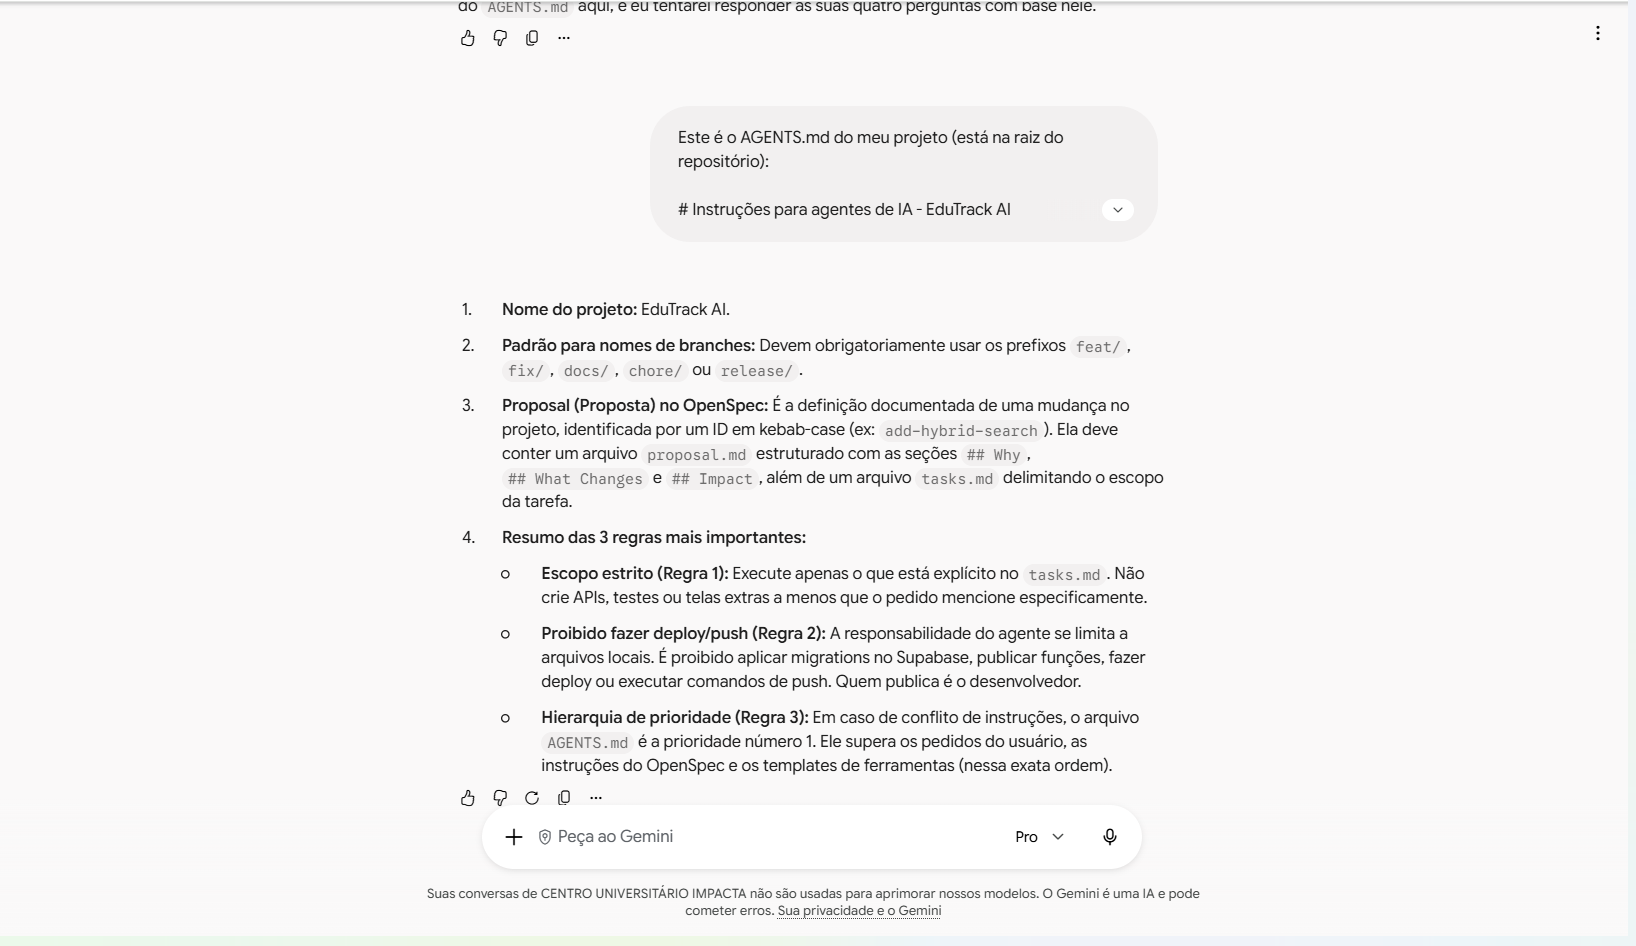 do AGENTS.md aqui, e eu tentarei responder às suas quatro perguntas com base nele.
Este é o AGENTS.md do meu projeto (está na raiz do
repositório):
# Instruções para agentes de IA - EduTrack AI
1. Nome do projeto: EduTrack AI.
2. Padrão para nomes de branches: Devem obrigatoriamente usar os prefixos feat/ ,
fix/ , docs/ , chore/ ou release/ .
3. Proposal (Proposta) no OpenSpec: É a definição documentada de uma mudança no
projeto, identificada por um ID em kebab-case (ex: add-hybrid-search ). Ela deve
conter um arquivo proposal.md estruturado com as seções ## Why ,
## What Changes e ## Impact , além de um arquivo tasks.md delimitando o escopo
da tarefa.
4. Resumo das 3 regras mais importantes:
Escopo estrito (Regra 1): Execute apenas o que está explícito no tasks.md . Não
crie APIs, testes ou telas extras a menos que o pedido mencione especificamente.
Proibido fazer deploy/push (Regra 2): A responsabilidade do agente se limita a
arquivos locais. É proibido aplicar migrations no Supabase, publicar funções, fazer
deploy ou executar comandos de push. Quem publica é o desenvolvedor.
Hierarquia de prioridade (Regra 3): Em caso de conflito de instruções, o arquivo
AGENTS.md é a prioridade número 1. Ele supera os pedidos do usuário, as
instruções do OpenSpec e os templates de ferramentas (nessa exata ordem).
Peça ao Gemini
Pro
Suas conversas de CENTRO UNIVERSITÁRIO IMPACTA não são usadas para aprimorar nossos modelos. O Gemini é uma IA e pode
cometer erros. Sua privacidade e o Gemini